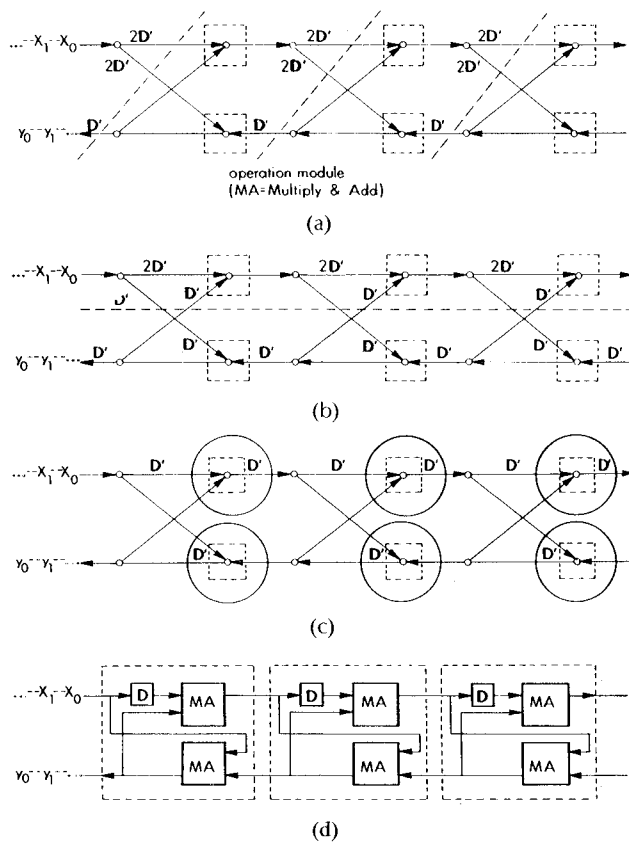 ...--X₁--X₀ 2D' 2D' 2D'
2D' 2D' 2D'
y₀-- y₁-- ... D' D' D'
operation module
(MA=Multiply & Add)
(a)
...--X₁--X₀ 2D' 2D' 2D'
D' D' D' D'
D' D' D'
y₀-- y₁-- ... D' D' D' D'
(b)
...--X₁--X₀ D' D' D' D' D' D'
y₀-- y₁-- ... D' D' D'
(c)
...--X₁--X₀ D MA D MA D MA
y₀-- y₁-- ... MA MA MA
(d)